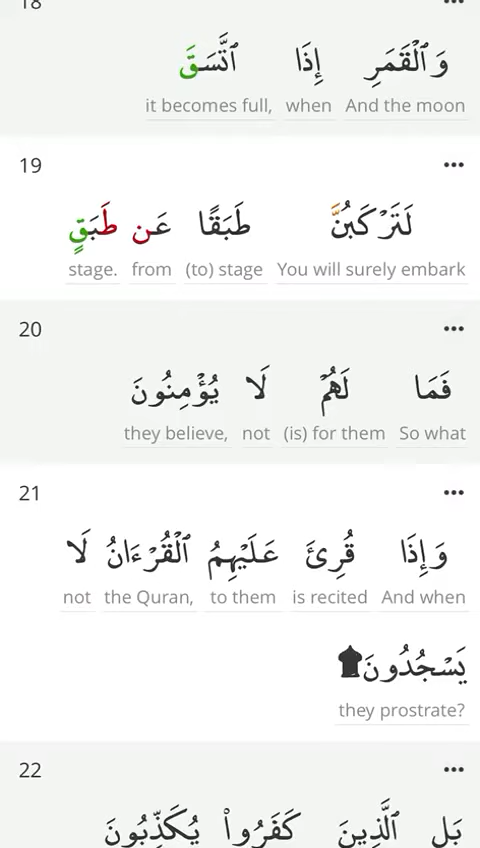 18 •••
وَٱلْقَمَرِ إِذَا ٱتَّسَقَ
And the moon when it becomes full,
19 •••
لَتَرْكَبُنَّ طَبَقًا عَن طَبَقٍ
You will surely embark (to) stage from stage.
20 •••
فَمَا لَهُمْ لَا يُؤْمِنُونَ
So what (is) for them not they believe,
21 •••
وَإِذَا قُرِئَ عَلَيْهِمُ ٱلْقُرْءَانُ لَا
And when is recited to them the Quran, not
يَسْجُدُونَ۩
they prostrate?
22 •••
بَلِ ٱلَّذِينَ كَفَرُوا۟ يُكَذِّبُونَ